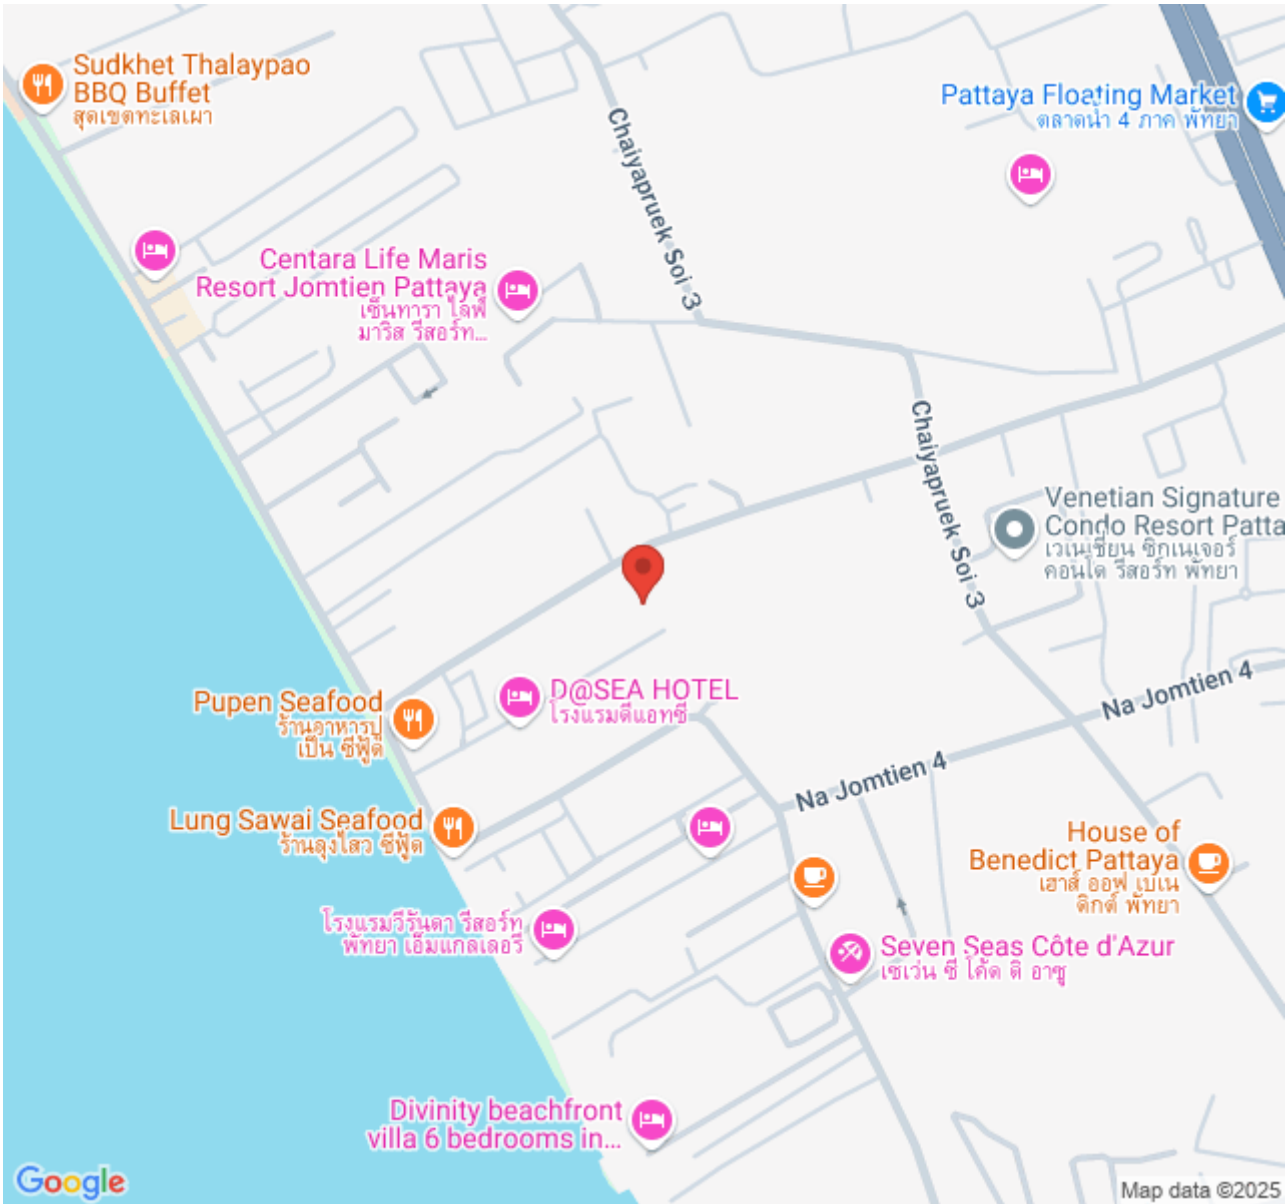 Sudkhet Thalaypao
BBQ Buffet
สุดเขตทะเลเผา
Pattaya Floating Market
ตลาดน้ำ 4 ภาค พัทยา
Chaiyapruek Soi 3
Centara Life Maris
Resort Jomtien Pattaya
เซ็นทารา ไลฟ์
มาริส รีสอร์ท...
Chaiyapruek Soi 3
Venetian Signature
Condo Resort Patta
เวเนเชี่ยน ซิกเนเจอร์
คอนโด รีสอร์ท พัทยา
D@SEA HOTEL
โรงแรมดีแอทซี
Pupen Seafood
ร้านอาหารปู
เป็น ซีฟู้ด
Na Jomtien 4
Na Jomtien 4
Lung Sawai Seafood
ร้านลุงไสว ซีฟู้ด
House of
Benedict Pattaya
เฮาส์ ออฟ เบเน
ดิกต์ พัทยา
โรงแรมวีรันดา รีสอร์ท
พัทยา เอ็มแกลเลอรี
Seven Seas Côte d'Azur
เซเว่น ซี โค้ด ดิ อาซู
Divinity beachfront
villa 6 bedrooms in...
Google
Map data ©2025